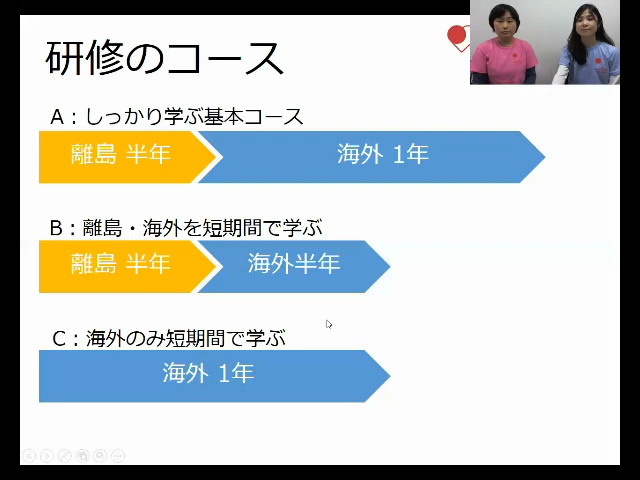 研修のコース
A：しっかり学ぶ基本コース
離島 半年
海外 1年
B：離島・海外を短期間で学ぶ
離島 半年
海外半年
C：海外のみ短期間で学ぶ
海外 1年